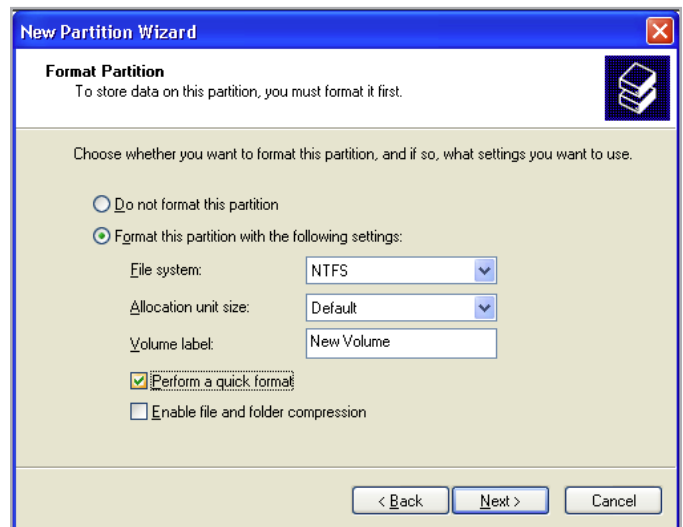 New Partition Wizard
Format Partition
To store data on this partition, you must format it first.
Choose whether you want to format this partition, and if so, what settings you want to use.
Do not format this partition
Format this partition with the following settings:
File system: NTFS
Allocation unit size: Default
Volume label: New Volume
Perform a quick format
Enable file and folder compression
< Back Next > Cancel